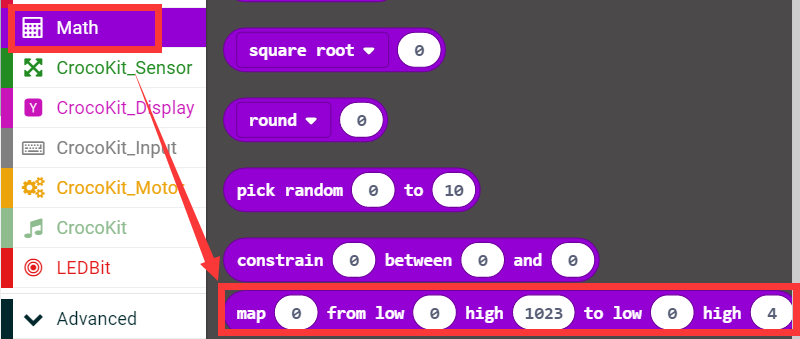 Math
CrocoKit_Sensor
Y CrocoKit_Display
CrocoKit_Input
CrocoKit_Motor
CrocoKit
LEDBit
Advanced
square root 0
round 0
pick random 0 to 10
constrain 0 between 0 and 0
map 0 from low 0 high 1023 to low 0 high 4